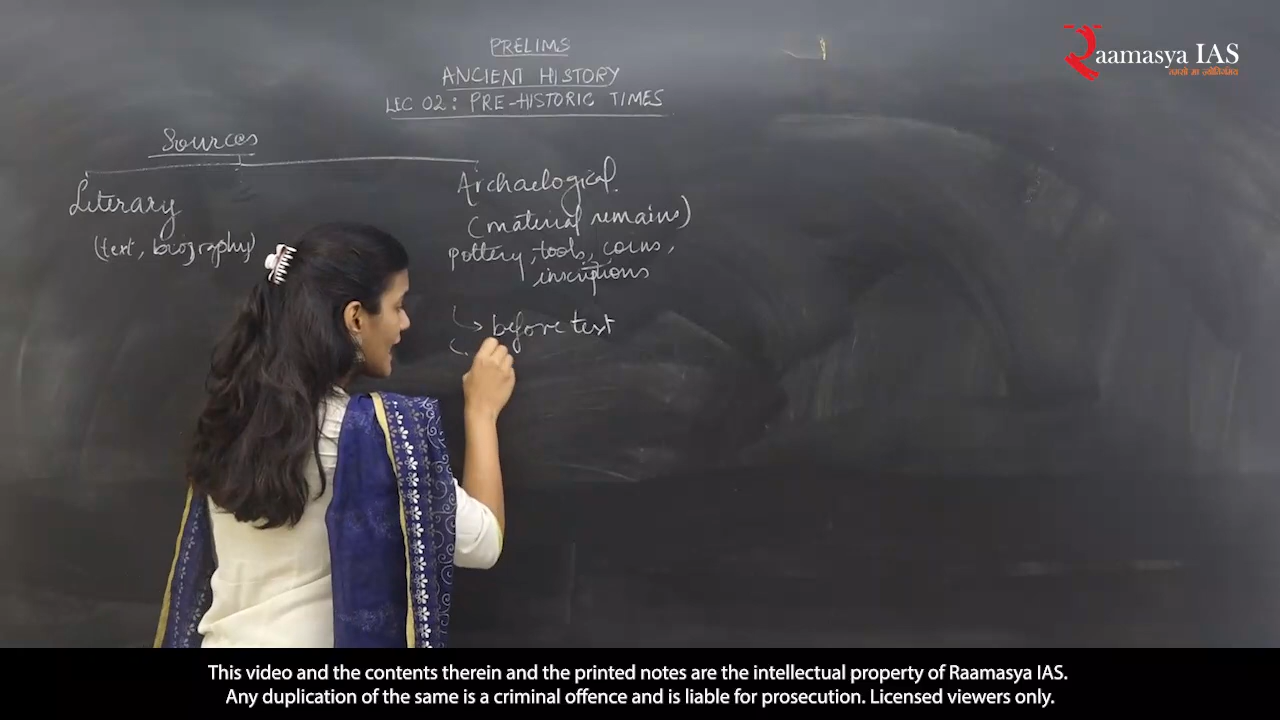 PRELIMS
ANCIENT HISTORY
LEC 02 : PRE-HISTORIC TIMES
Raamasya IAS
तमसो मा ज्योतिर्गमय
Sources
Literary
(text, biography)
Archaelogical.
(material remains)
pottery, tools, coins,
inscriptions
before text
This video and the contents therein and the printed notes are the intellectual property of Raamasya IAS.
Any duplication of the same is a criminal offence and is liable for prosecution. Licensed viewers only.